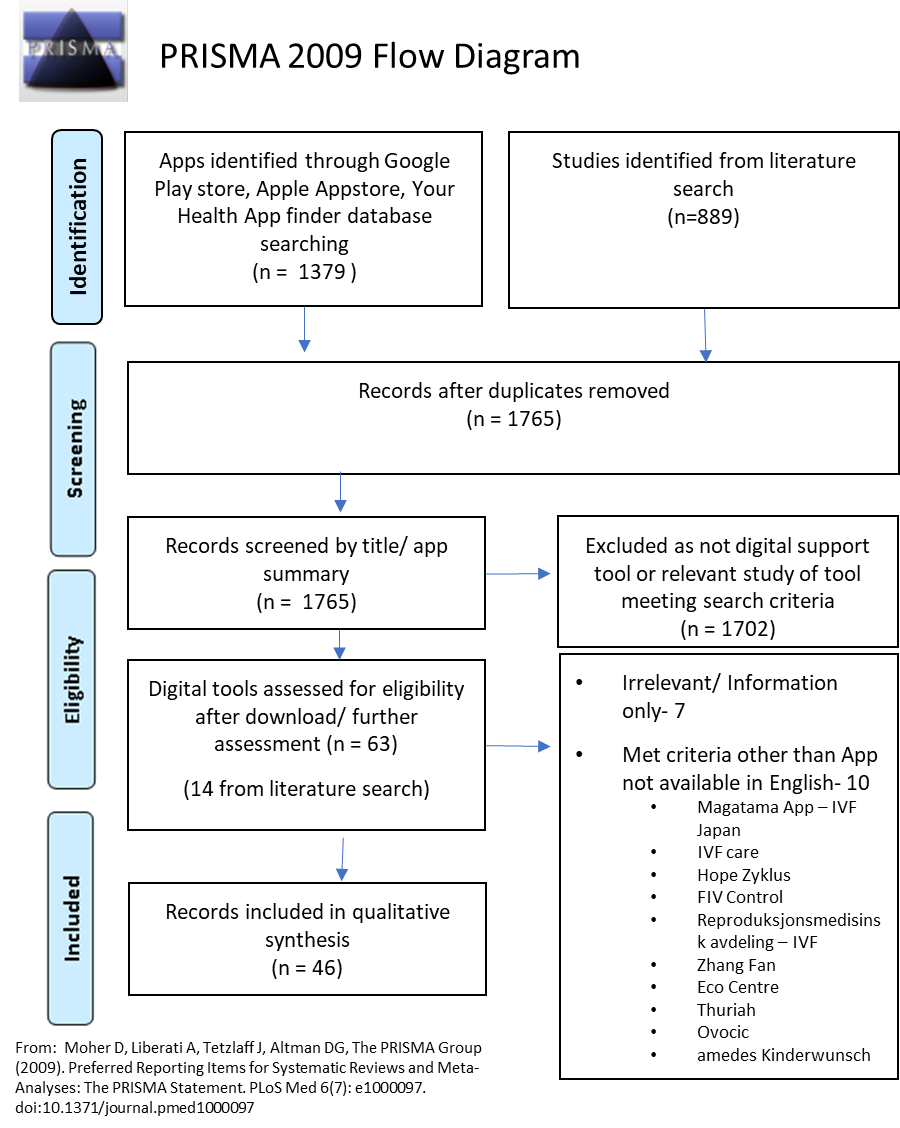 PRISMA
PRISMA 2009 Flow Diagram
Identification
Apps identified through Google
Play store, Apple Appstore, Your
Health App finder database
searching
(n = 1379 )
Studies identified from literature
search
(n=889)
Screening
Records after duplicates removed
(n = 1765)
Records screened by title/ app
summary
(n = 1765)
Excluded as not digital support
tool or relevant study of tool
meeting search criteria
(n = 1702)
Eligibility
Digital tools assessed for eligibility
after download/ further
assessment (n = 63)
(14 from literature search)
• Irrelevant/ Information
only- 7
• Met criteria other than App
not available in English- 10
• Magatama App – IVF
Japan
• IVF care
• Hope Zyklus
• FIV Control
• Reproduksjonsmedisins
k avdeling – IVF
• Zhang Fan
• Eco Centre
• Thuriah
• Ovocic
• amedes Kinderwunsch
Included
Records included in qualitative
synthesis
(n = 46)
From: Moher D, Liberati A, Tetzlaff J, Altman DG, The PRISMA Group
(2009). Preferred Reporting Items for Systematic Reviews and Meta-
Analyses: The PRISMA Statement. PLoS Med 6(7): e1000097.
doi:10.1371/journal.pmed1000097